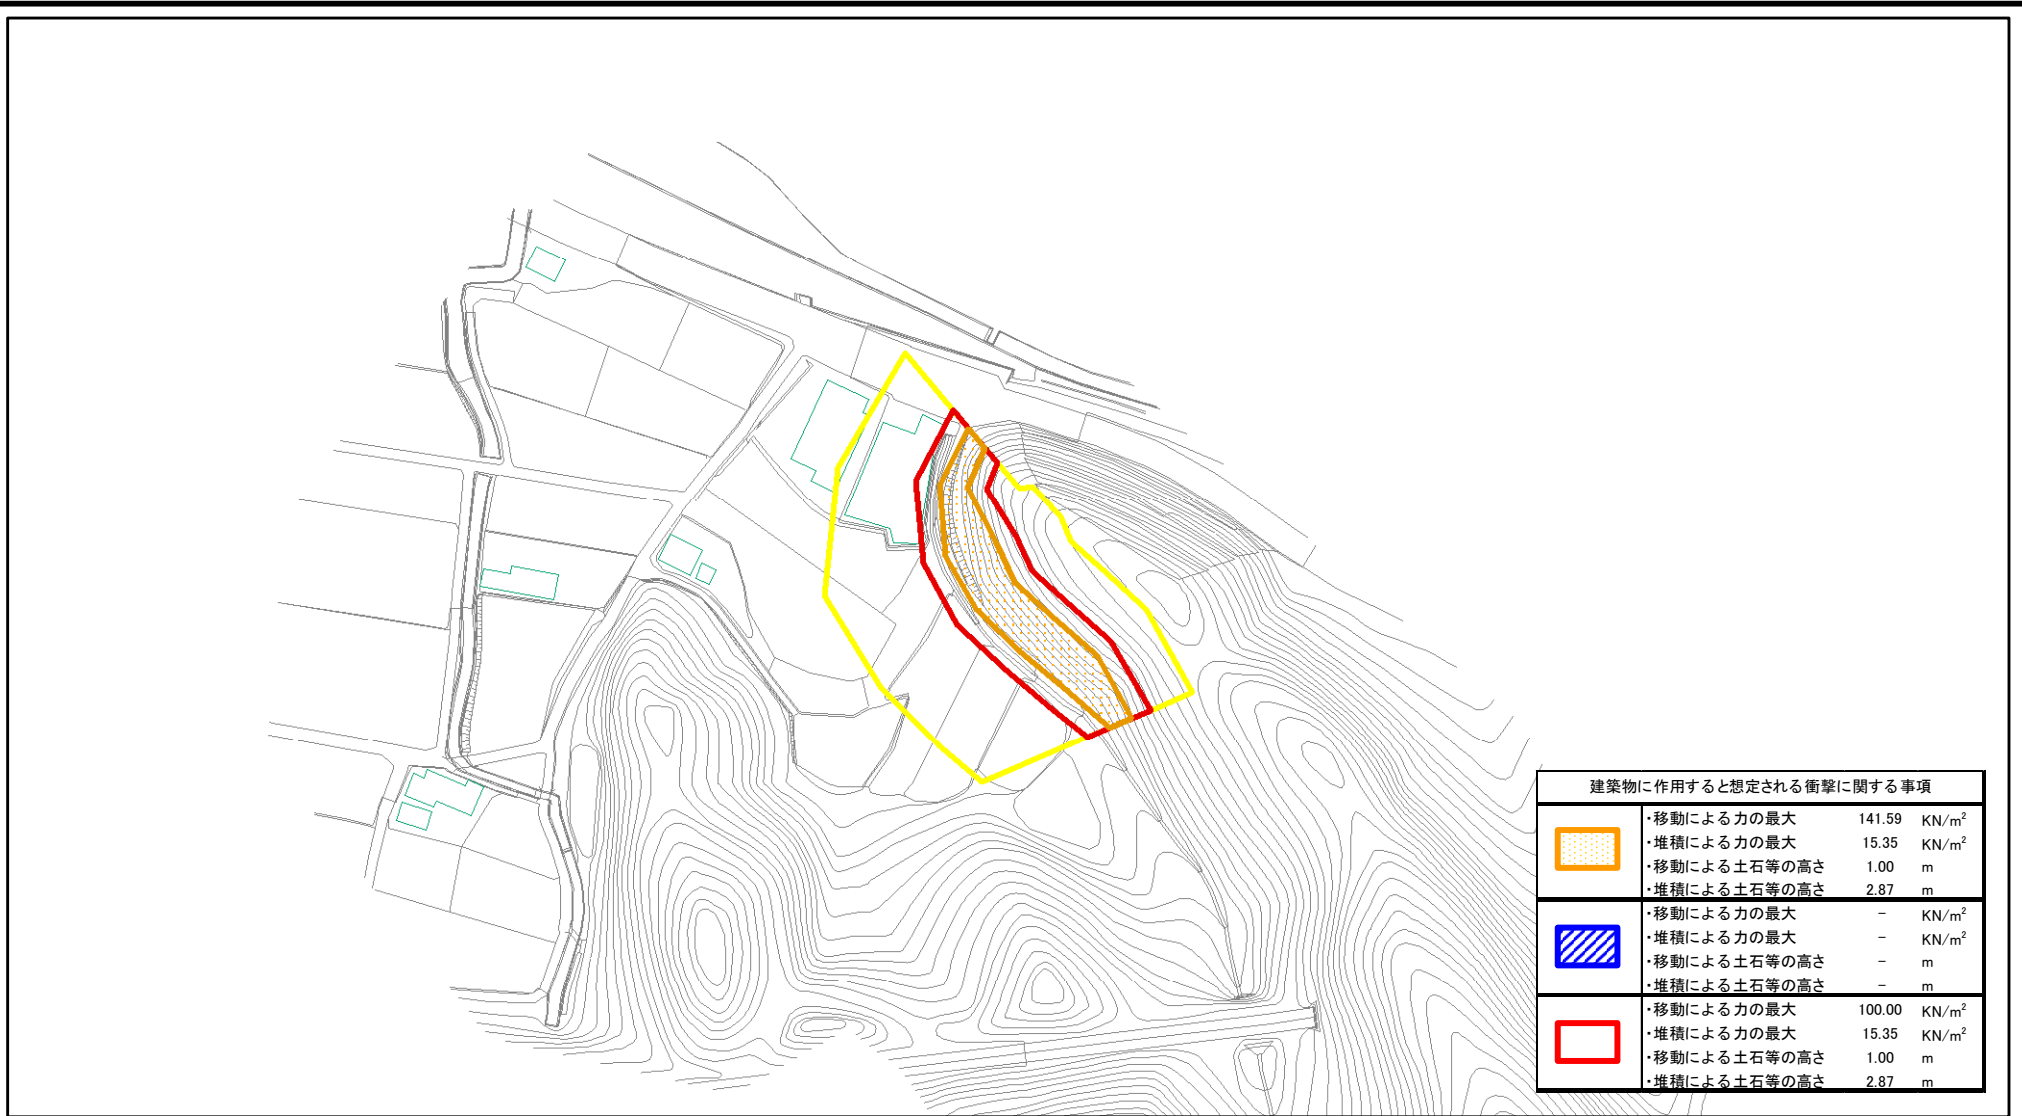 建築物に作用すると想定される衝撃に関する事項
・移動による力の最大 141.59 KN/m²
・堆積による力の最大 15.35 KN/m²
・移動による土石等の高さ 1.00 m
・堆積による土石等の高さ 2.87 m
・移動による力の最大 － KN/m²
・堆積による力の最大 － KN/m²
・移動による土石等の高さ － m
・堆積による土石等の高さ － m
・移動による力の最大 100.00 KN/m²
・堆積による力の最大 15.35 KN/m²
・移動による土石等の高さ 1.00 m
・堆積による土石等の高さ 2.87 m